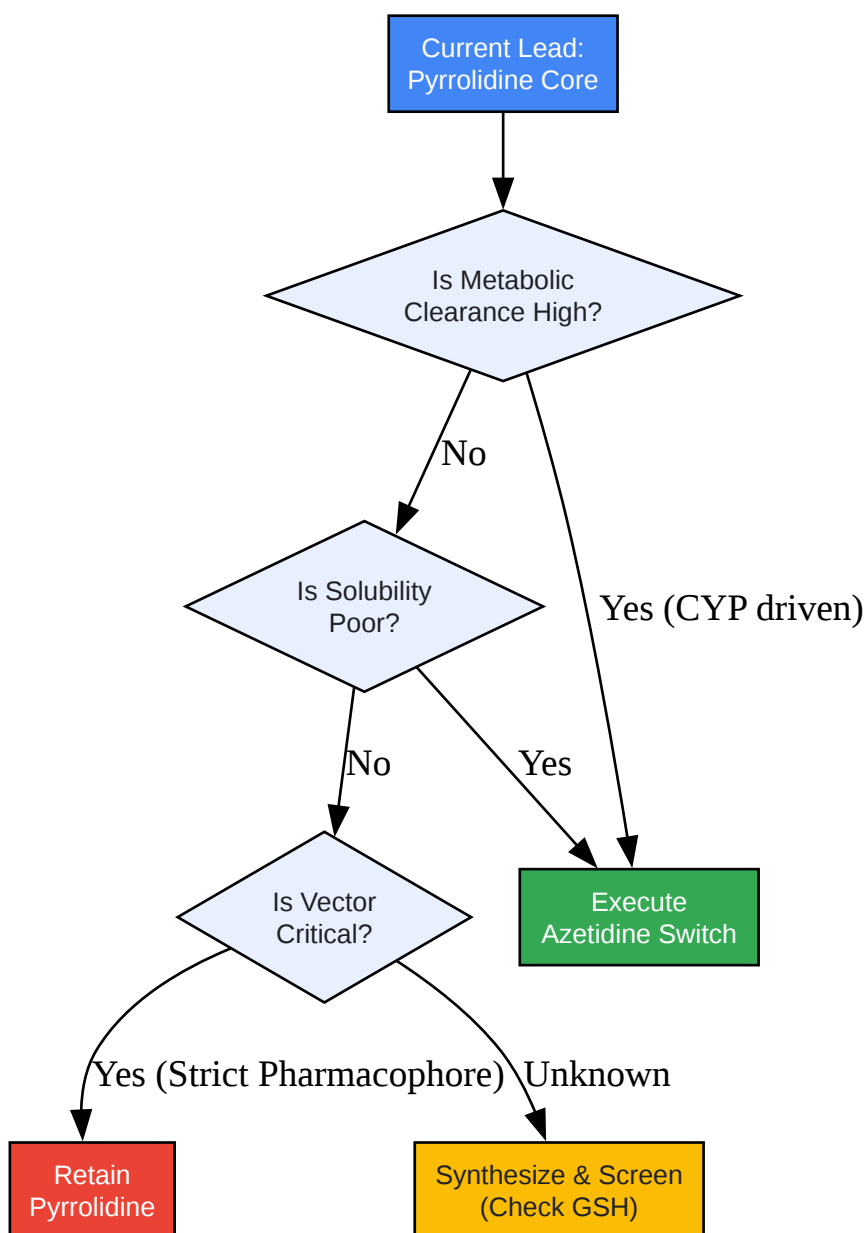 Current Lead:
Pyrrolidine Core
Is Metabolic
Clearance High?
No
Yes (CYP driven)
Is Solubility
Poor?
No
Yes
Is Vector
Critical?
Execute
Azetidine Switch
Yes (Strict Pharmacophore)
Unknown
Retain
Pyrrolidine
Synthesize & Screen
(Check GSH)